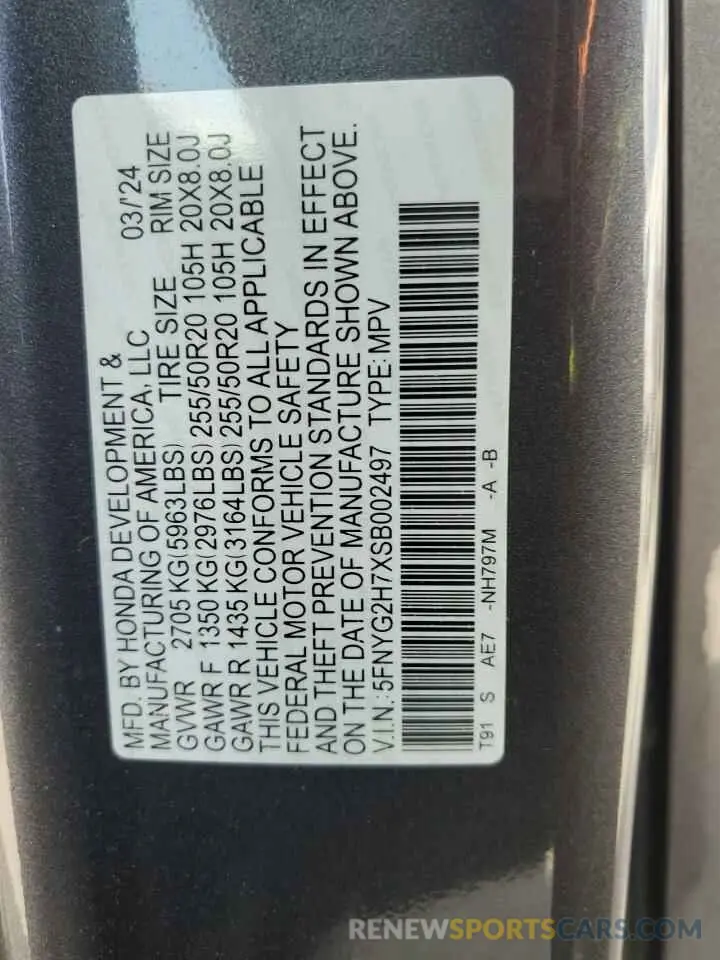 MFD. BY HONDA DEVELOPMENT &
MANUFACTURING OF AMERICA, LLC 03/'24
GVWR 2705 KG(5963LBS) TIRE SIZE RIM SIZE
GAWR F 1350 KG(2976LBS) 255/50R20 105H 20X8.0J
GAWR R 1435 KG(3164LBS) 255/50R20 105H 20X8.0J
THIS VEHICLE CONFORMS TO ALL APPLICABLE
FEDERAL MOTOR VEHICLE SAFETY
AND THEFT PREVENTION STANDARDS IN EFFECT
ON THE DATE OF MANUFACTURE SHOWN ABOVE.
V.I.N.: 5FNYG2H7XSB002497 TYPE: MPV
T91 S AE7 -NH797M -A -B
RENEWSPORTSCARS.COM